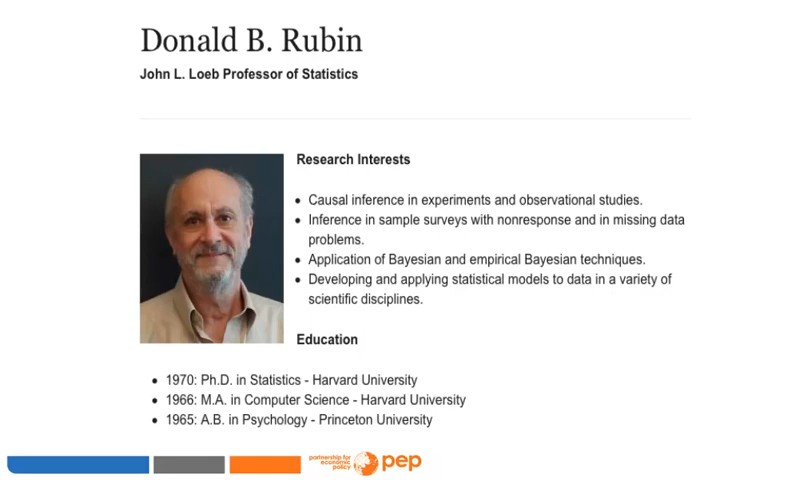 Donald B. Rubin
John L. Loeb Professor of Statistics
Research Interests
• Causal inference in experiments and observational studies.
• Inference in sample surveys with nonresponse and in missing data
problems.
• Application of Bayesian and empirical Bayesian techniques.
• Developing and applying statistical models to data in a variety of
scientific disciplines.
Education
• 1970: Ph.D. in Statistics - Harvard University
• 1966: M.A. in Computer Science - Harvard University
• 1965: A.B. in Psychology - Princeton University
partnership for
economic
policy
pep